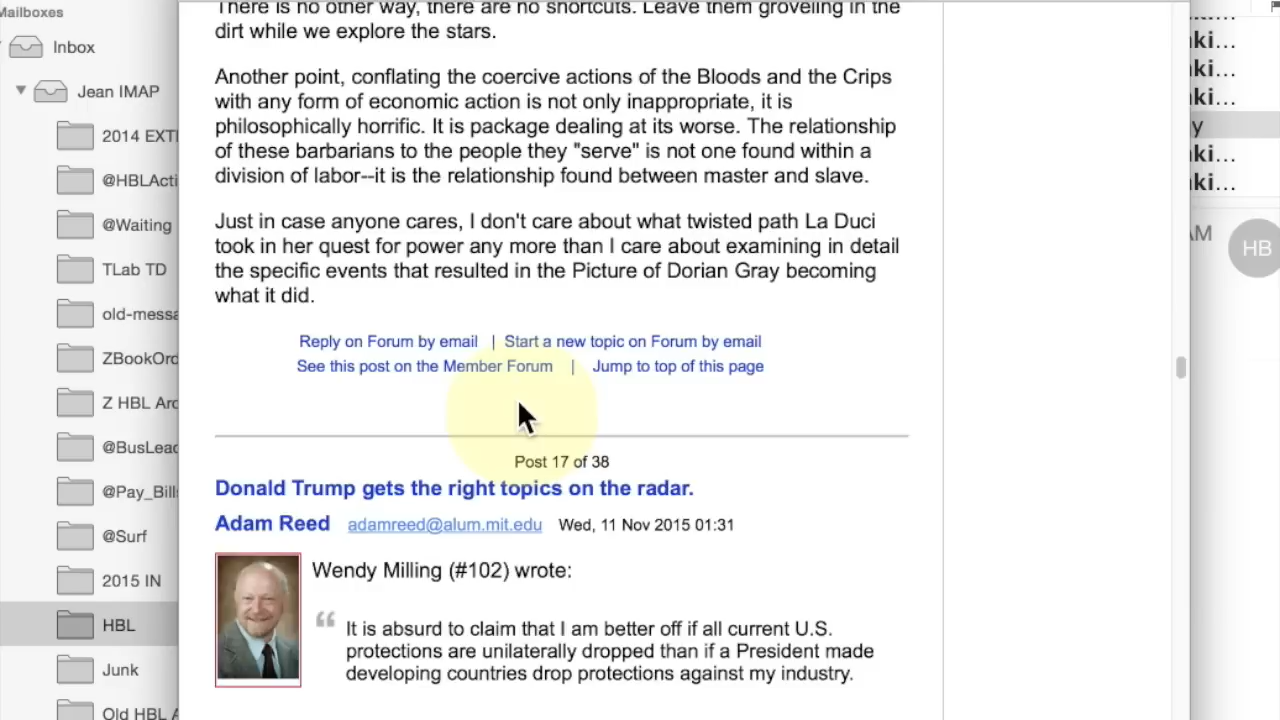 Mailboxes
Inbox
Jean IMAP
2014 EXT
@HBLActi
@Waiting
TLab TD
old-messa
ZBookOrd
Z HBL Arc
@BusLead
@Pay_Bill
@Surf
2015 IN
HBL
Junk
Old HBL A
There is no other way, there are no shortcuts. Leave them groveling in the
dirt while we explore the stars.
Another point, conflating the coercive actions of the Bloods and the Crips
with any form of economic action is not only inappropriate, it is
philosophically horrific. It is package dealing at its worse. The relationship
of these barbarians to the people they "serve" is not one found within a
division of labor--it is the relationship found between master and slave.
Just in case anyone cares, I don't care about what twisted path La Duci
took in her quest for power any more than I care about examining in detail
the specific events that resulted in the Picture of Dorian Gray becoming
what it did.
Reply on Forum by email | Start a new topic on Forum by email
See this post on the Member Forum | Jump to top of this page
Post 17 of 38
Donald Trump gets the right topics on the radar.
Adam Reed adamreed@alum.mit.edu Wed, 11 Nov 2015 01:31
Wendy Milling (#102) wrote:
“ It is absurd to claim that I am better off if all current U.S.
protections are unilaterally dropped than if a President made
developing countries drop protections against my industry.
ki...
ki...
ki...
y
ki...
ki...
AM
HB